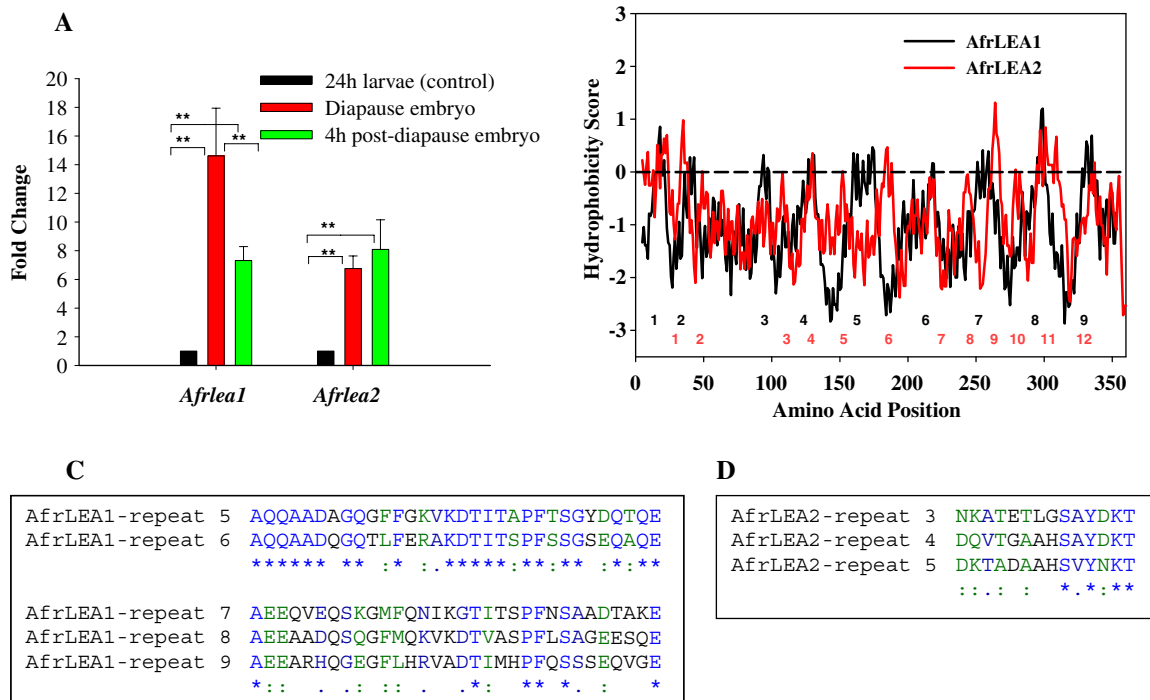 A
20
18
16
14
12
10
8
6
4
2
0
Fold Change
24h larvae (control)
Diapause embryo
4h post-diapause embryo
**
**
**
**
**
Afrlea1
Afrlea2
3
2
1
0
-1
-2
-3
Hydrophobicity Score
AfrLEA1
AfrLEA2
1 2 3 4 5 6 7 8 9
1 2 3 4 5 6 7 8 9 10 11 12
0 50 100 150 200 250 300 350
Amino Acid Position
C
AfrLEA1-repeat 5 AQQAADAGQGFFGKVKDTITAPFTSGYDQTQE
AfrLEA1-repeat 6 AQQAADQGQTLFERAKDTITSPFSSGSEQAQE
****** ** :* :.*****:**:** :*:**
AfrLEA1-repeat 7 AEEQVEQSKGMFQNIKGTITSPFNSAADTAKE
AfrLEA1-repeat 8 AEEAADQSQGFMQKVKDTVASPFLSAGEESQE
AfrLEA1-repeat 9 AEEARHQGEGFLHRVADTIMHPFQSSSEQVGE
*:: . .: :: . . *: ** *. : *
D
AfrLEA2-repeat 3 NKATETLGSAYDKT
AfrLEA2-repeat 4 DQVTGAAHSAYDKT
AfrLEA2-repeat 5 DKTADAAHSVYNKT
::.: : *.*:**